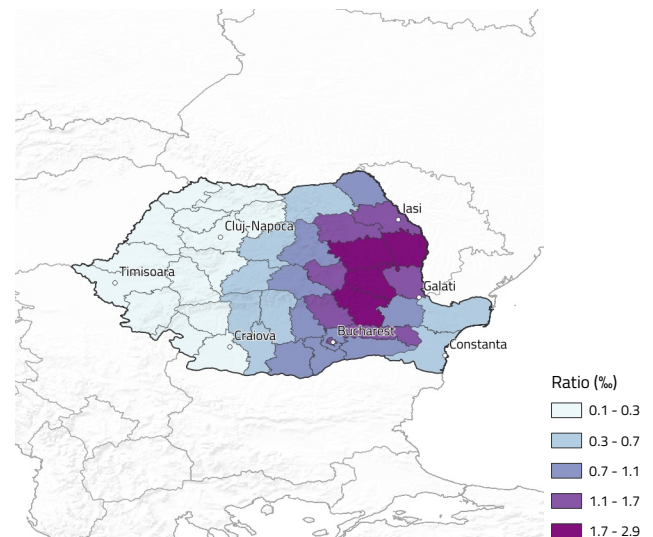 Iasi
Cluj-Napoca
Timisoara
Galati
Craiova
Bucharest
Constanta
Ratio (‰)
0.1 - 0.3
0.3 - 0.7
0.7 - 1.1
1.1 - 1.7
1.7 - 2.9